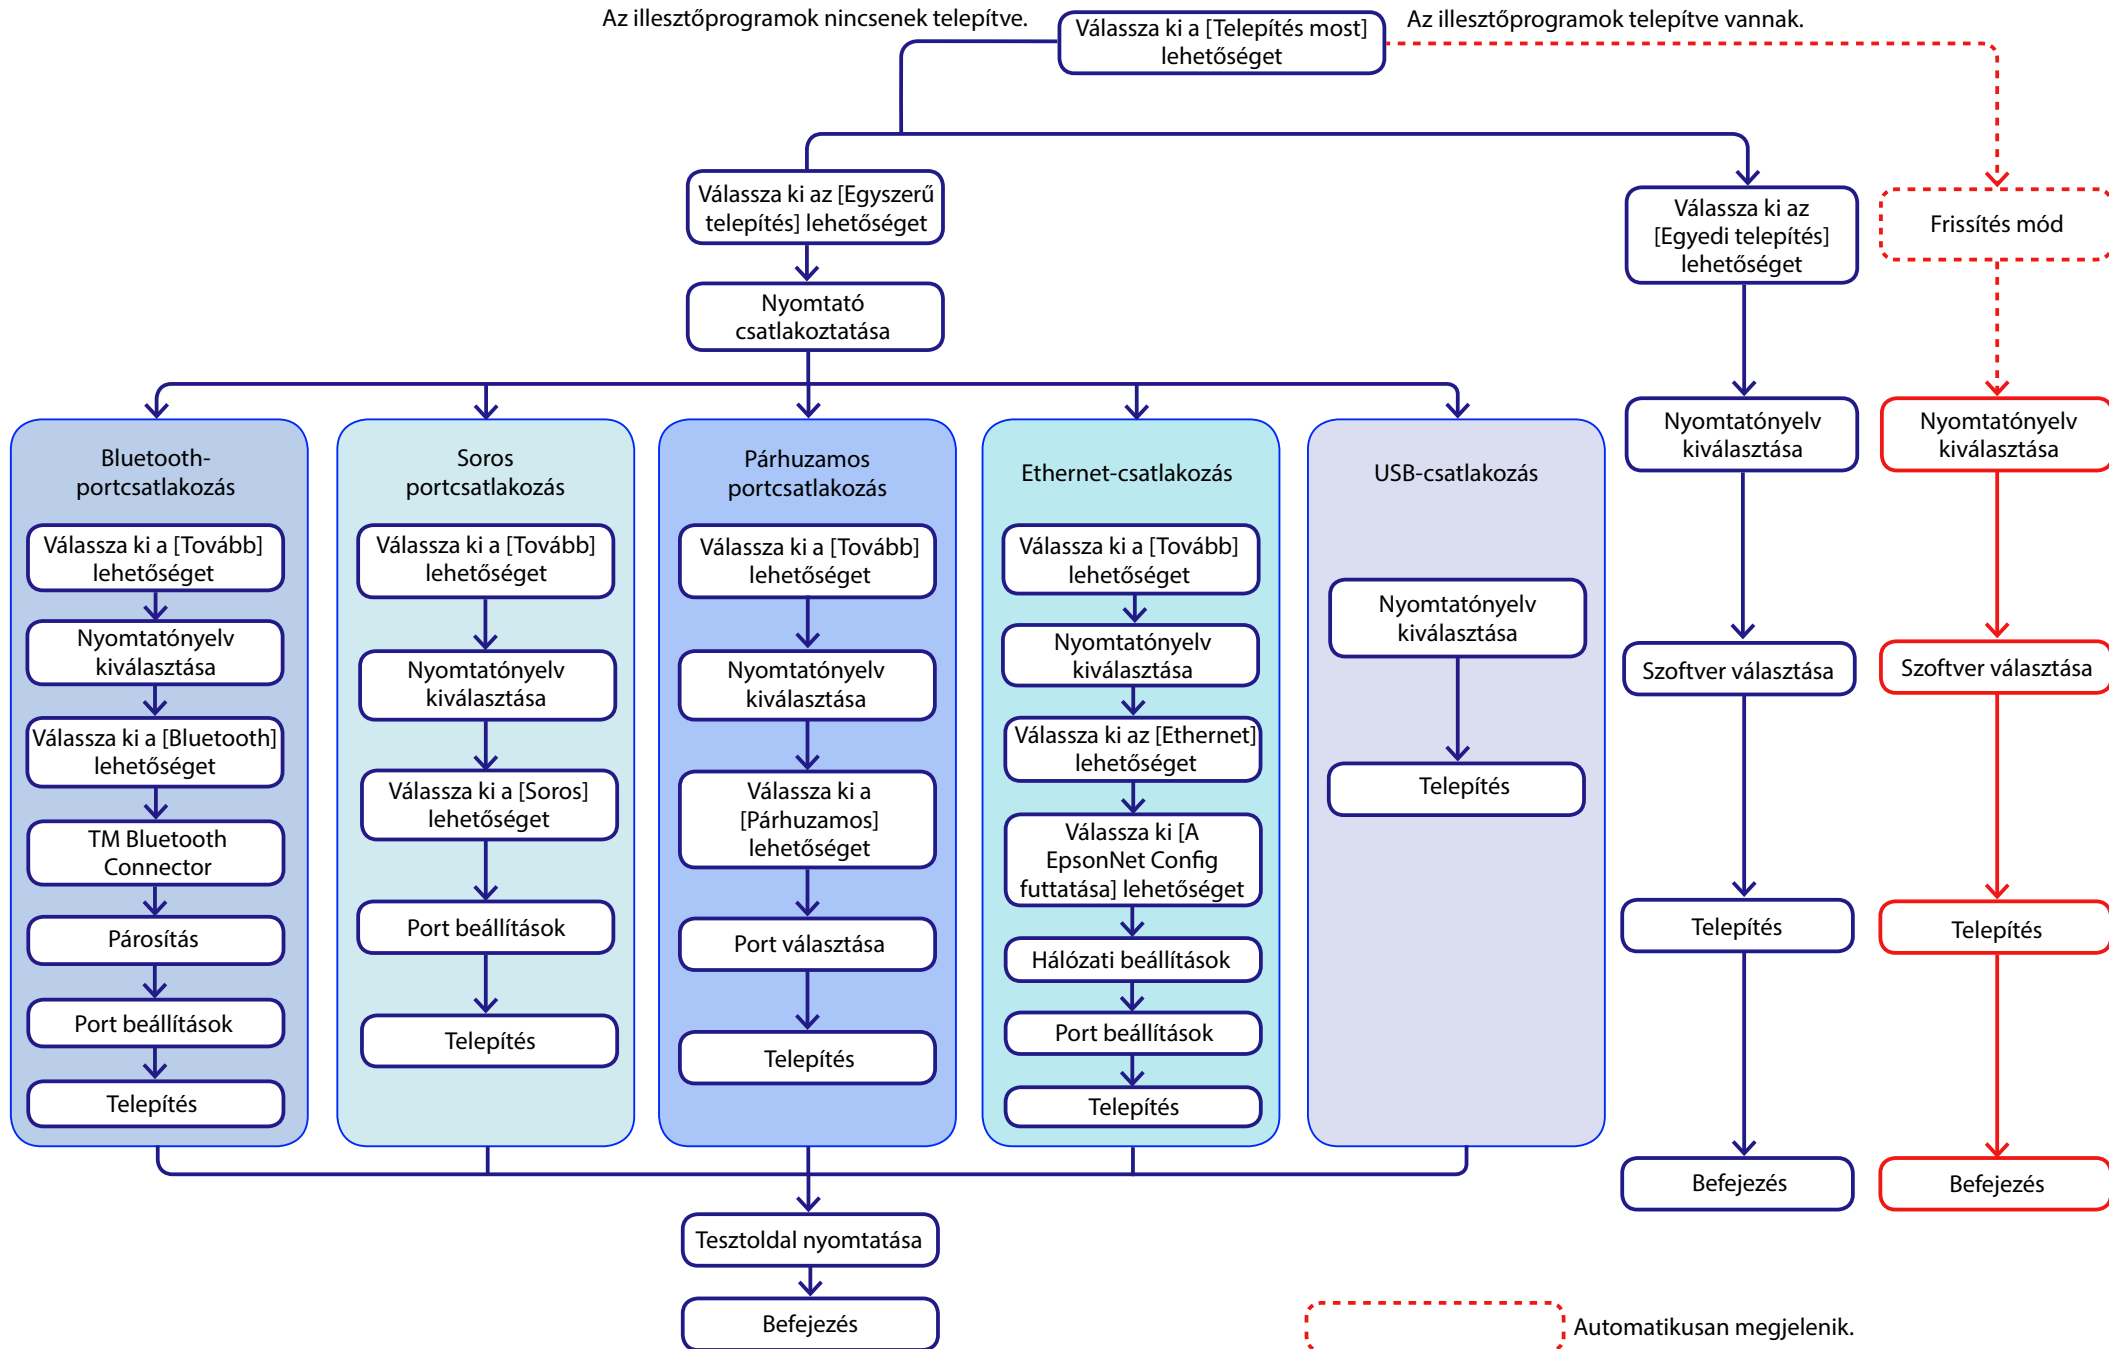 Az illesztőprogramok nincsenek telepítve.
Válassza ki a [Telepítés most]
lehetőséget
Az illesztőprogramok telepítve vannak.
Válassza ki az [Egyszerű
telepítés] lehetőséget
Válassza ki az
[Egyedi telepítés]
lehetőséget
Frissítés mód
Nyomtató
csatlakoztatása
Bluetooth-
portcsatlakozás
Válassza ki a [Tovább]
lehetőséget
Nyomtatónyelv
kiválasztása
Válassza ki a [Bluetooth]
lehetőséget
TM Bluetooth
Connector
Párosítás
Port beállítások
Telepítés
Soros
portcsatlakozás
Válassza ki a [Tovább]
lehetőséget
Nyomtatónyelv
kiválasztása
Válassza ki a [Soros]
lehetőséget
Port beállítások
Telepítés
Párhuzamos
portcsatlakozás
Válassza ki a [Tovább]
lehetőséget
Nyomtatónyelv
kiválasztása
Válassza ki a
[Párhuzamos]
lehetőséget
Port választása
Telepítés
Ethernet-csatlakozás
Válassza ki a [Tovább]
lehetőséget
Nyomtatónyelv
kiválasztása
Válassza ki az [Ethernet]
lehetőséget
Válassza ki [A
EpsonNet Config
futtatása] lehetőséget
Hálózati beállítások
Port beállítások
Telepítés
USB-csatlakozás
Nyomtatónyelv
kiválasztása
Telepítés
Nyomtatónyelv
kiválasztása
Szoftver választása
Telepítés
Befejezés
Nyomtatónyelv
kiválasztása
Szoftver választása
Telepítés
Befejezés
Tesztoldal nyomtatása
Befejezés
Automatikusan megjelenik.